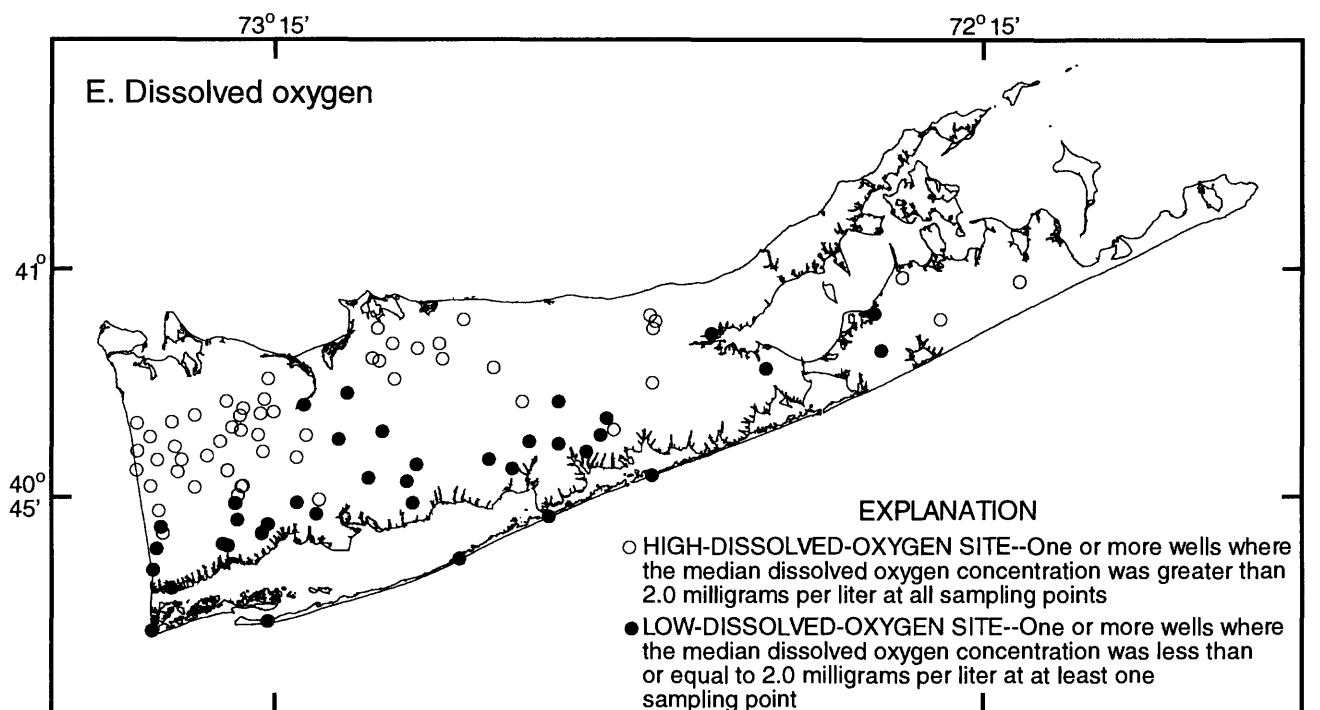 73° 15'
72° 15'
E. Dissolved oxygen
41°
40°
45'
EXPLANATION
HIGH-DISSOLVED-OXYGEN SITE--One or more wells where
the median dissolved oxygen concentration was greater than
2.0 milligrams per liter at all sampling points
LOW-DISSOLVED-OXYGEN SITE--One or more wells where
the median dissolved oxygen concentration was less than
or equal to 2.0 milligrams per liter at at least one
sampling point